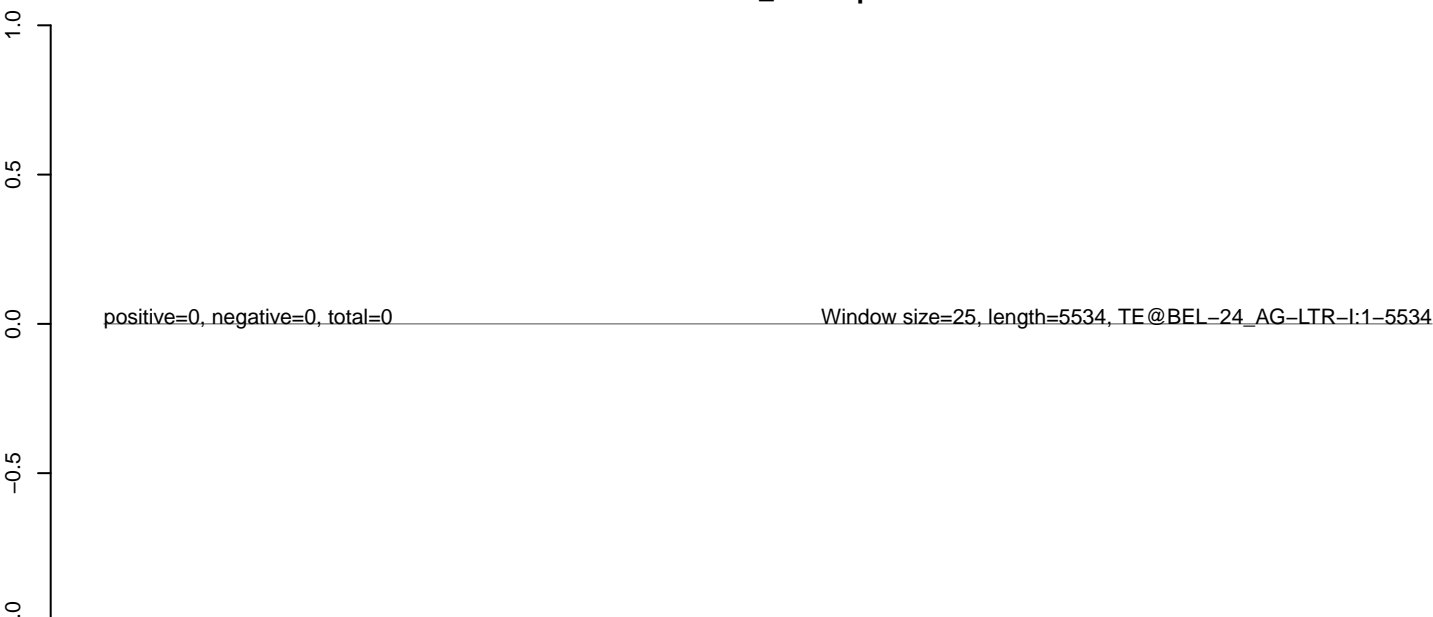 1.0
0.5
0.0
positive=0, negative=0, total=0
Window size=25, length=5534, TE@BEL−24_AG−LTR−I:1−5534
−0.5